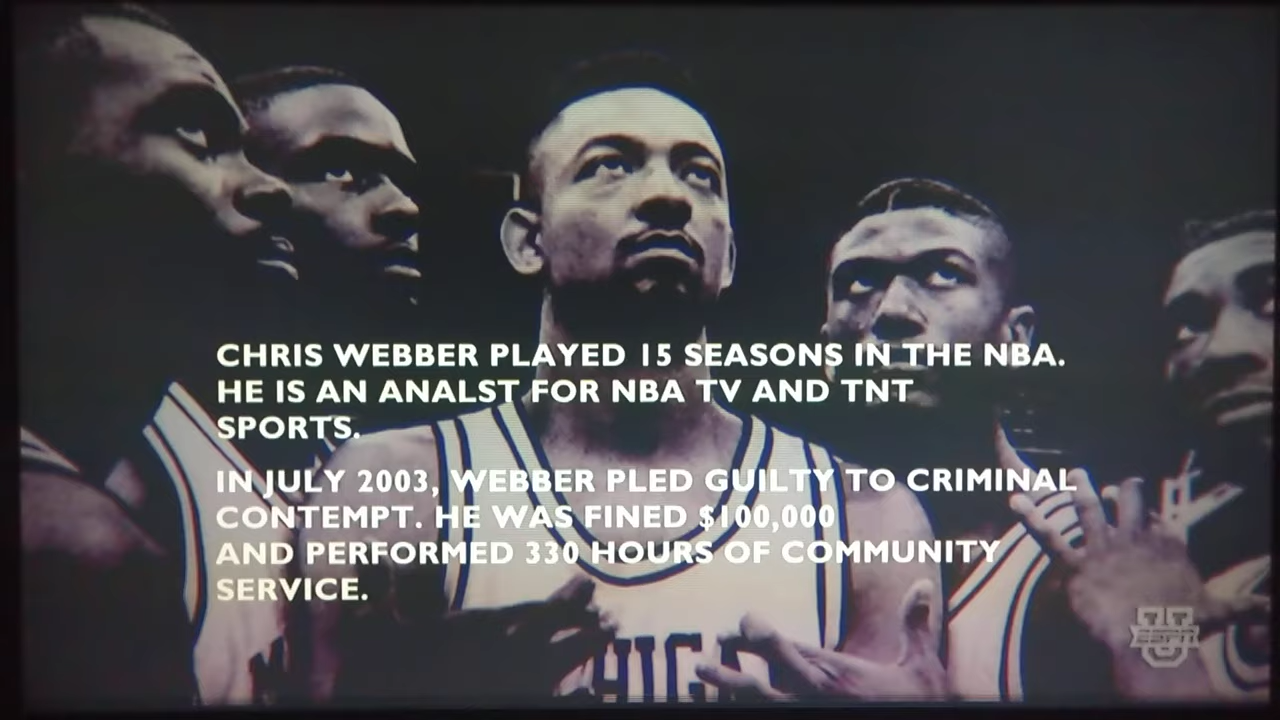 CHRIS WEBBER PLAYED 15 SEASONS IN THE NBA.
HE IS AN ANALST FOR NBA TV AND TNT
SPORTS.
IN JULY 2003, WEBBER PLED GUILTY TO CRIMINAL
CONTEMPT. HE WAS FINED $100,000
AND PERFORMED 330 HOURS OF COMMUNITY
SERVICE.
HIG
M
U
ESPN